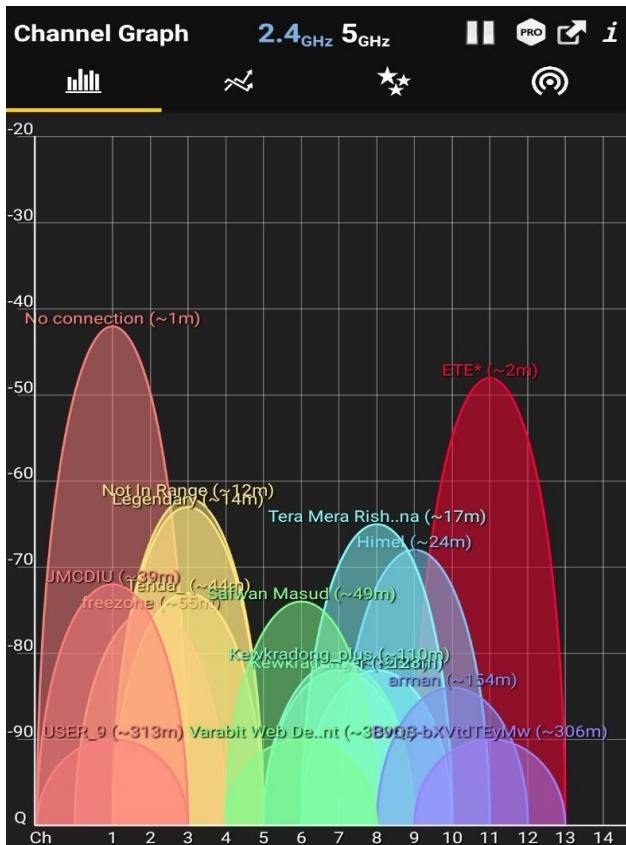 Channel Graph 2.4GHz 5GHz PRO i
-20
-30
-40
No connection (~1m)
ETE* (~2m)
-50
-60
Not In Range (~12m)
Legendary (~14m)
Tera Mera Rish..na (~17m)
Himel (~24m)
-70
JMCDIU (~39m)
Tenda_ (~44m)
Safwan Masud (~49m)
freezone (~55m)
-80
Kewkradong_plus (~110m)
arman (~154m)
-90
USER_9 (~313m)
Varabit Web De..nt
(~306m)
Q
Ch 1 2 3 4 5 6 7 8 9 10 11 12 13 14